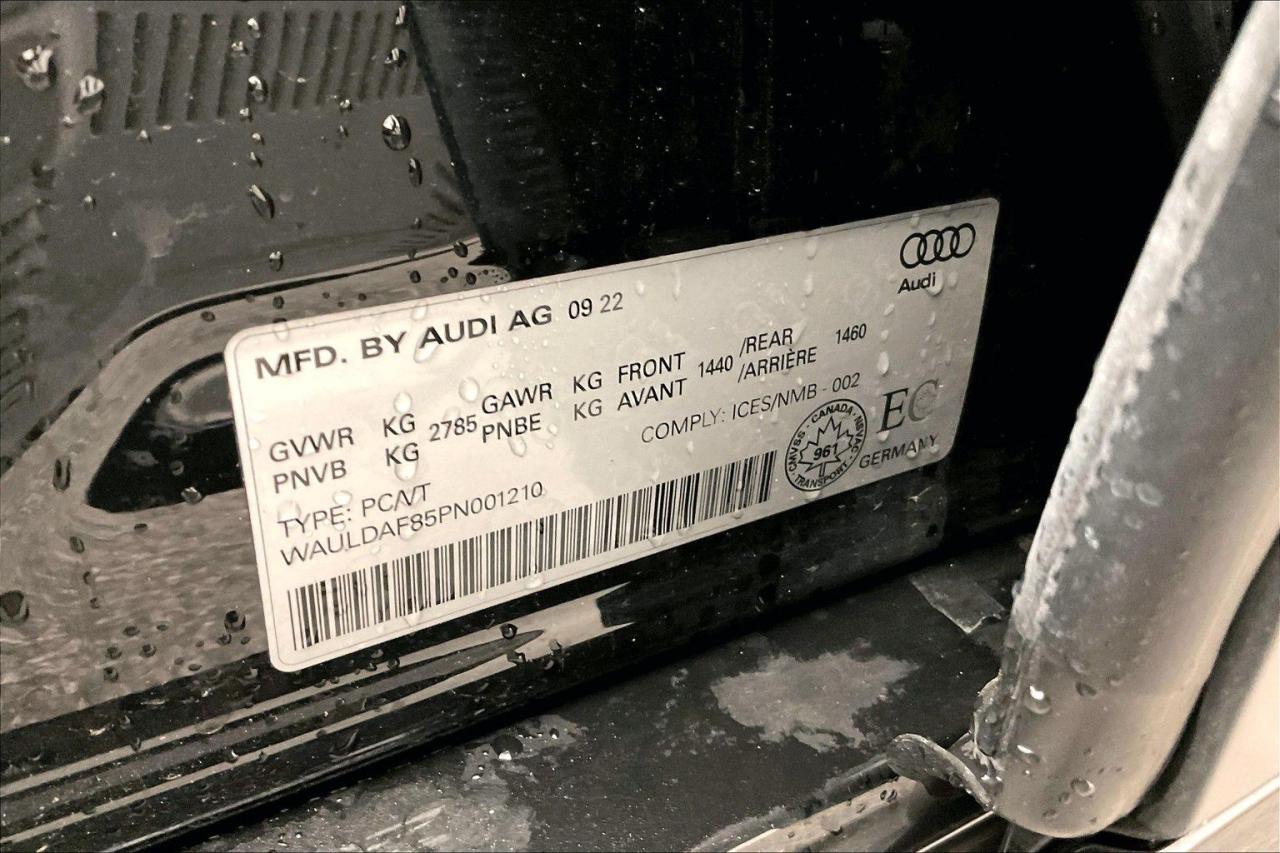 Audi
MFD. BY AUDI AG 09 22
GVWR KG 2785 GAWR KG FRONT 1440 /REAR 1460
PNVB KG PNBE KG AVANT /ARRIÈRE
COMPLY: ICES/NMB - 002
TYPE: PC/VT
WAULDAF85PN001210
CMVSS - CANADA - NSVAC
961
TRANSPORT
EC
GERMANY